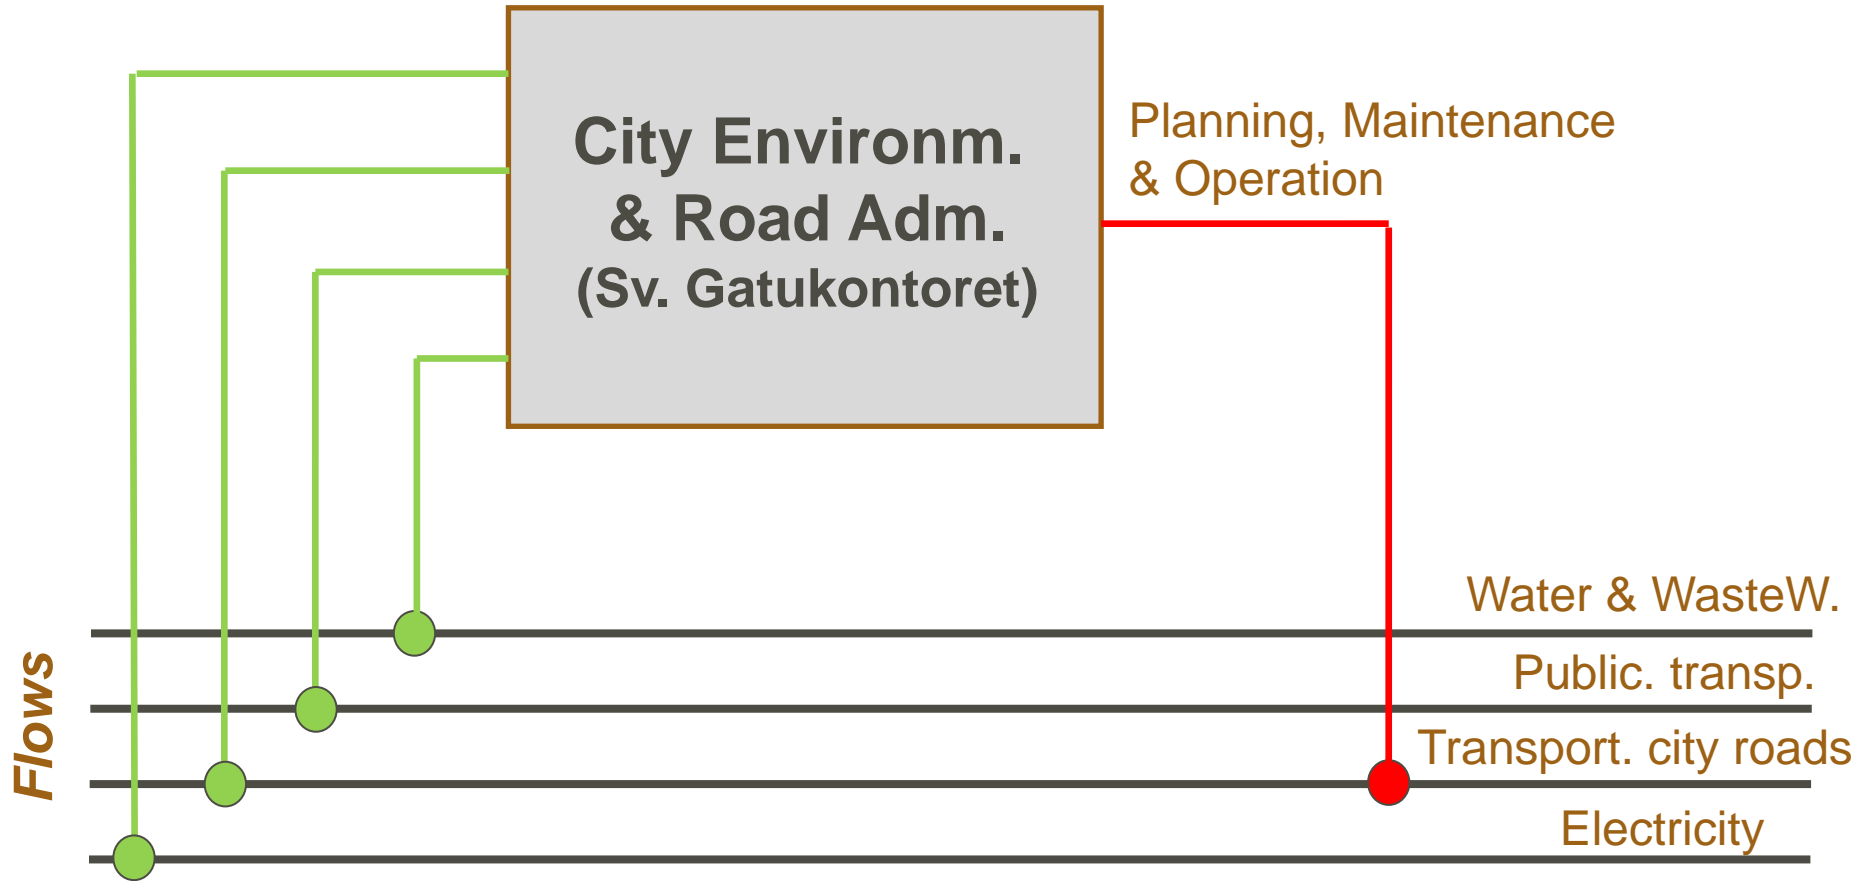 City Environm.
& Road Adm.
(Sv. Gatukontoret)
Planning, Maintenance
& Operation
Flows
Water & WasteW.
Public. transp.
Transport. city roads
Electricity